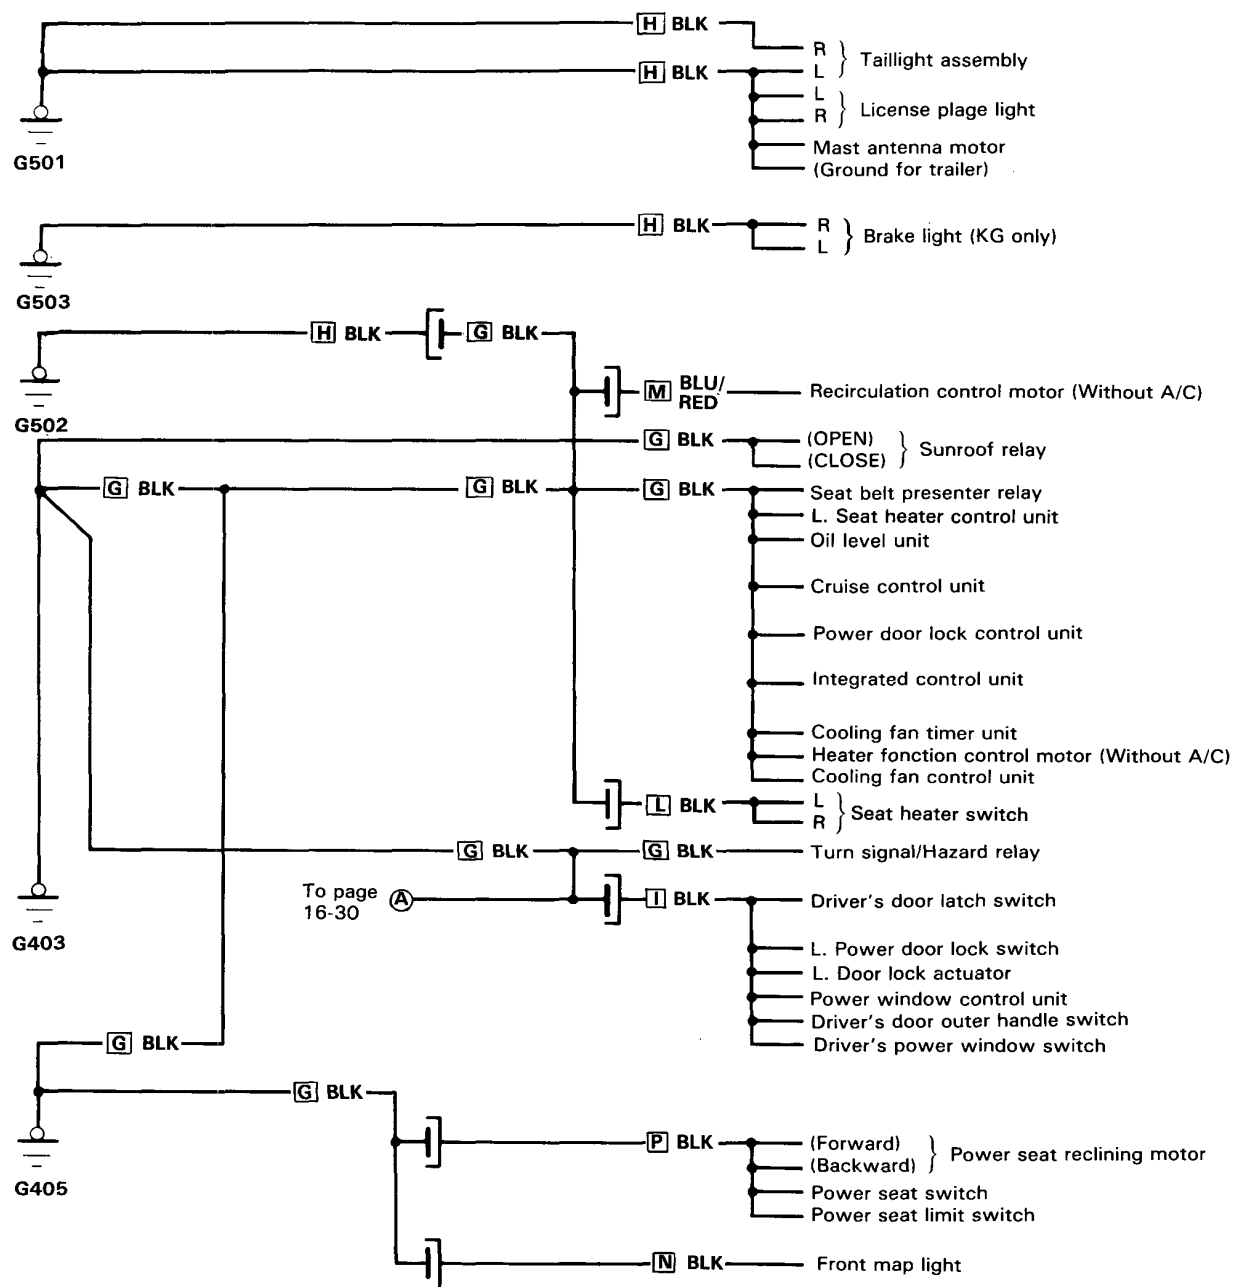 H BLK
R
Taillight assembly
H BLK
L
L
License plage light
R
G501
Mast antenna motor
(Ground for trailer)
H BLK
R
Brake light (KG only)
L
G503
H BLK
G BLK
M BLU/
RED
Recirculation control motor (Without A/C)
G502
G BLK
(OPEN)
Sunroof relay
(CLOSE)
G BLK
G BLK
G BLK
Seat belt presenter relay
L. Seat heater control unit
Oil level unit
Cruise control unit
Power door lock control unit
Integrated control unit
Cooling fan timer unit
Heater fonction control motor (Without A/C)
Cooling fan control unit
L BLK
L
Seat heater switch
R
G BLK
G BLK
Turn signal/Hazard relay
To page
16-30
A
I BLK
Driver's door latch switch
G403
L. Power door lock switch
L. Door lock actuator
Power window control unit
Driver's door outer handle switch
G BLK
Driver's power window switch
G BLK
P BLK
(Forward)
Power seat reclining motor
(Backward)
G405
Power seat switch
Power seat limit switch
N BLK
Front map light